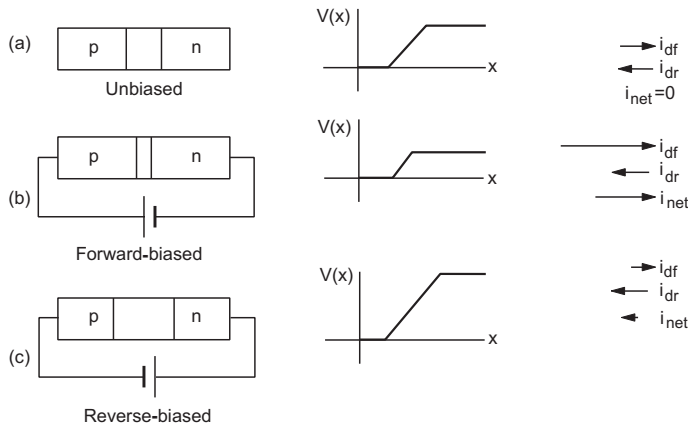 (a)
p
n
Unbiased
V(x)
x
i_df
i_dr
i_net=0
(b)
p
n
Forward-biased
V(x)
x
i_df
i_dr
i_net
(c)
p
n
Reverse-biased
V(x)
x
i_df
i_dr
i_net